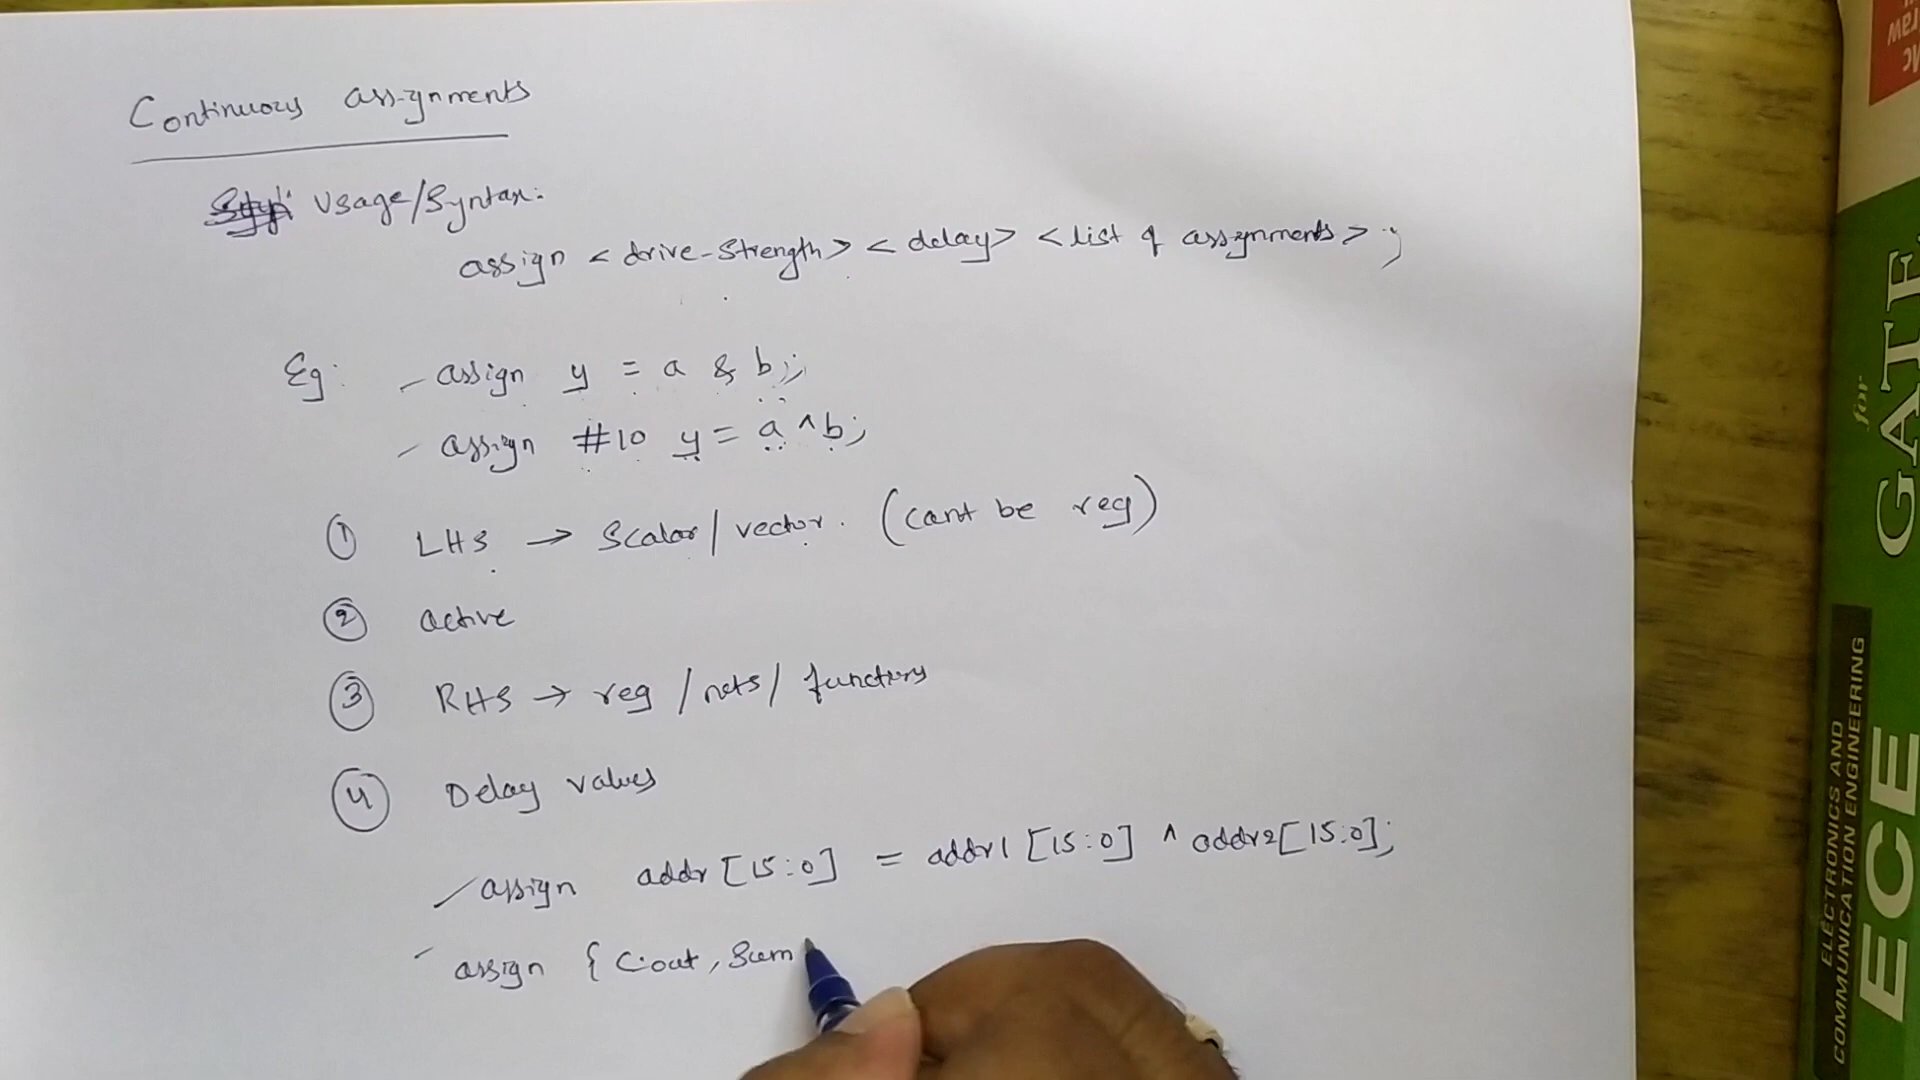 Continuous assignments
Usage/Syntax:
assign < drive-strength > < delay > < list of assignments > ;
Eg: - assign y = a & b;
- assign #10 y = a ^ b;
① LHS → Scalar / vector. (cant be reg)
② active
③ RHS → reg / nets / functions
④ Delay values
- assign addr [15:0] = addr1 [15:0] ^ addr2 [15:0];
- assign { C_out, Sum
for
GATE
ELECTRONICS AND
COMMUNICATION ENGINEERING
ECE